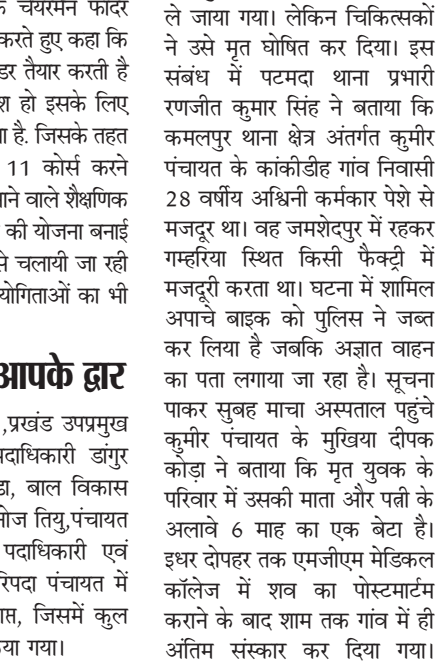 चेयरमैन फादर
करते हुए कहा कि
तैयार करती है
हो इसके लिए
है. जिसके तहत
11 कोर्स करने
वाले शैक्षणिक
की योजना बनाई
चलायी जा रही
का भी
आपके द्वार
,प्रखंड उपप्रमुख
डांगुर
बाल विकास
तियु,पंचायत
पदाधिकारी एवं
पंचायत में
जिसमें कुल
गया।
ले जाया गया। लेकिन चिकित्सकों
ने उसे मृत घोषित कर दिया। इस
संबंध में पटमदा थाना प्रभारी
रणजीत कुमार सिंह ने बताया कि
कमलपुर थाना क्षेत्र अंतर्गत कुमीर
पंचायत के कांकीडीह गांव निवासी
28 वर्षीय अश्विनी कर्मकार पेशे से
मजदूर था। वह जमशेदपुर में रहकर
गम्हरिया स्थित किसी फैक्ट्री में
मजदूरी करता था। घटना में शामिल
अपाचे बाइक को पुलिस ने जब्त
कर लिया है जबकि अज्ञात वाहन
का पता लगाया जा रहा है। सूचना
पाकर सुबह माचा अस्पताल पहुंचे
कुमीर पंचायत के मुखिया दीपक
कोड़ा ने बताया कि मृत युवक के
परिवार में उसकी माता और पत्नी के
अलावे 6 माह का एक बेटा है।
इधर दोपहर तक एमजीएम मेडिकल
कॉलेज में शव का पोस्टमार्टम
कराने के बाद शाम तक गांव में ही
अंतिम संस्कार कर दिया गया।